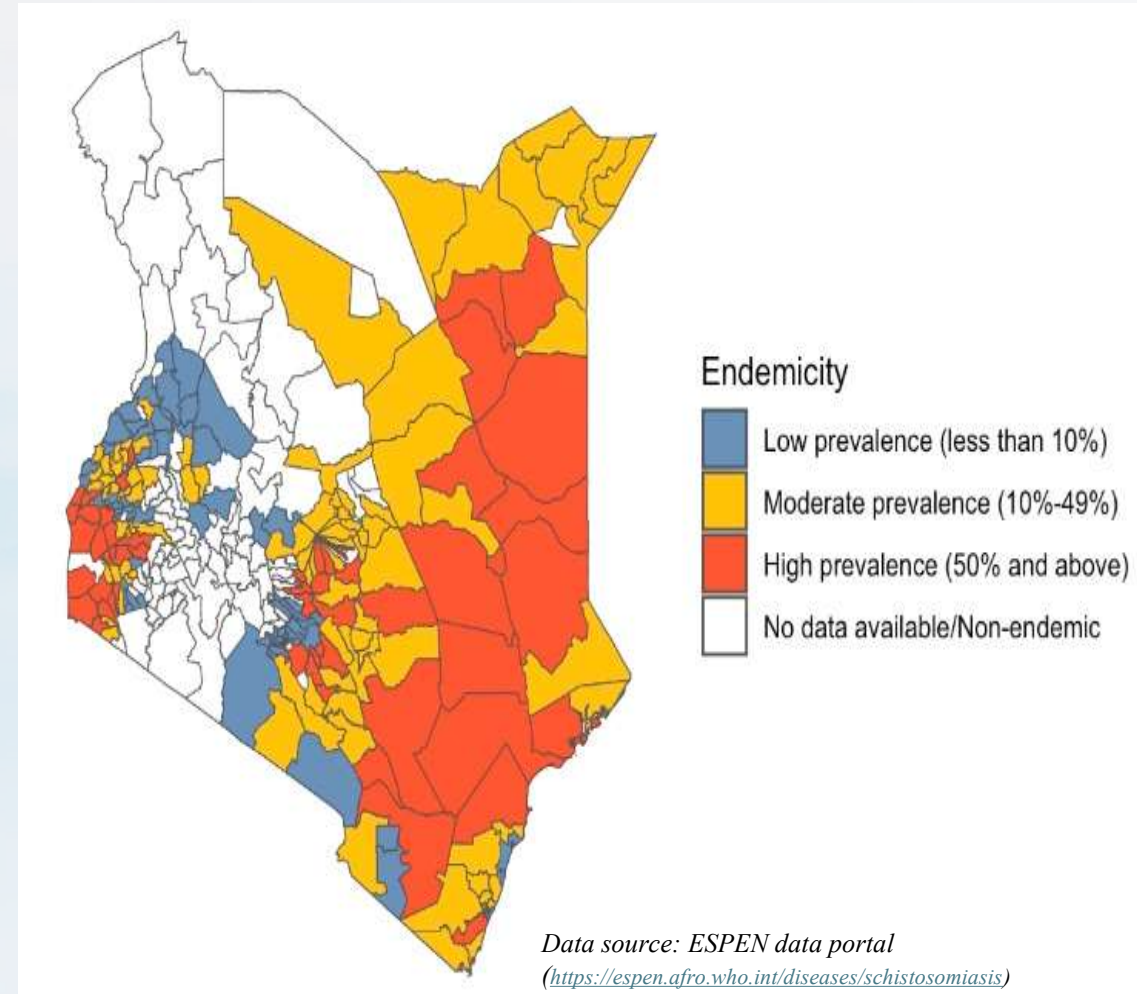 Endemicity
Low prevalence (less than 10%)
Moderate prevalence (10%-49%)
High prevalence (50% and above)
No data available/Non-endemic
Data source: ESPEN data portal
(https://espen.afro.who.int/diseases/schistosomiasis)